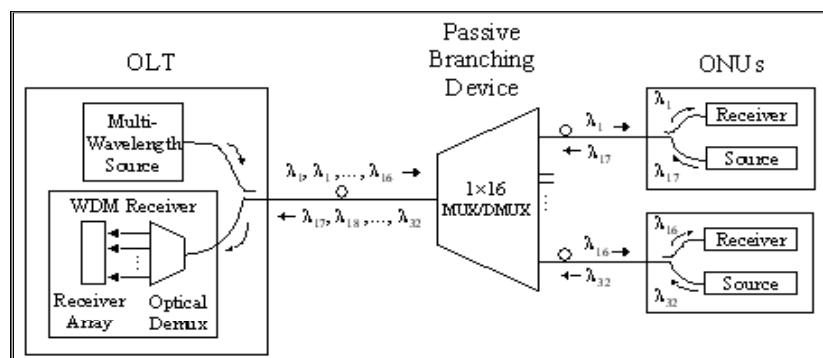 OLT
Multi-
Wavelength
Source
WDM Receiver
Receiver
Array
Optical
Demux
λ1, λ1 ,..., λ16
λ17, λ18 ,..., λ32
Passive
Branching
Device
1×16
MUX/DMUX
λ1
λ17
λ16
λ32
ONUs
λ1
Receiver
Source
λ17
λ16
Receiver
Source
λ32